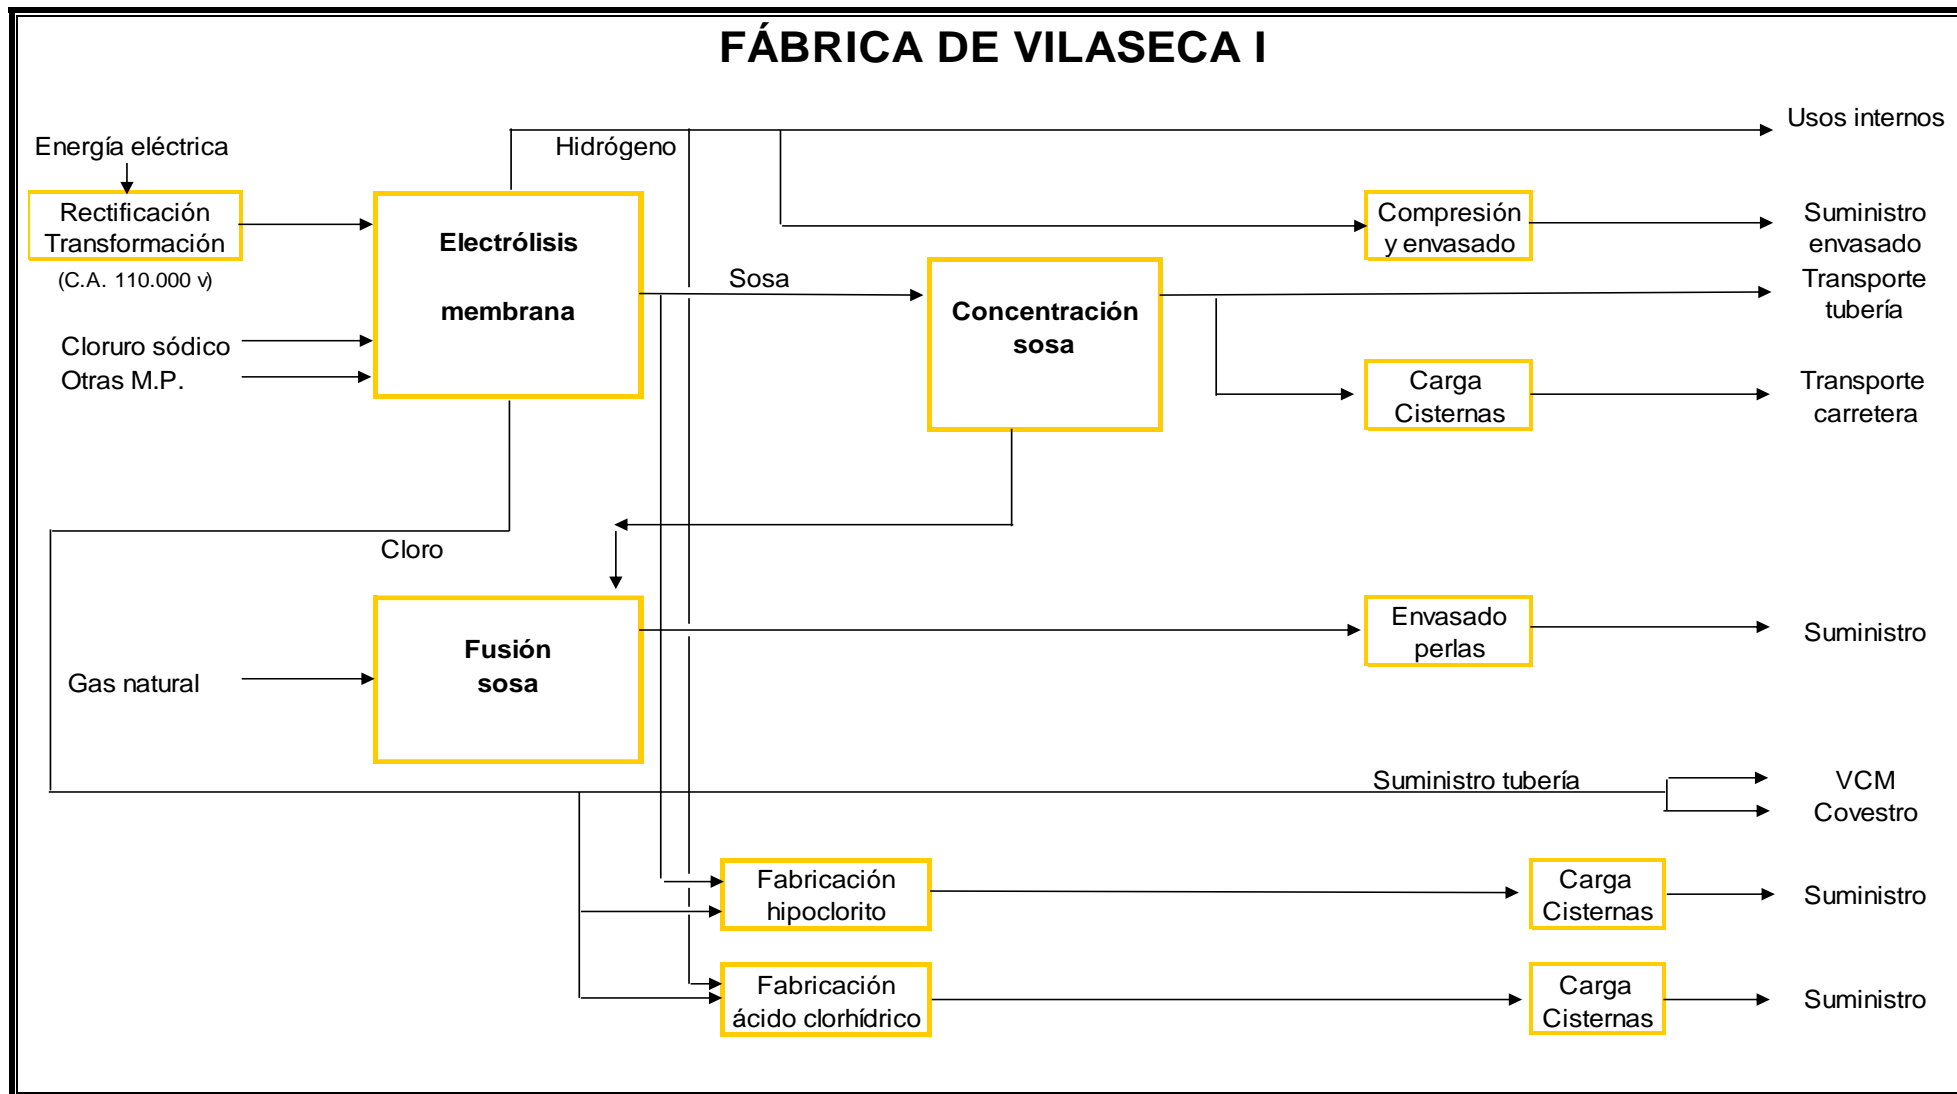 FÁBRICA DE VILASECA I
Usos internos
Energía eléctrica
Hidrógeno
Rectificación
Transformación
(C.A. 110.000 v)
Electrólisis
membrana
Compresión
y envasado
Suministro
envasado
Sosa
Transporte
tubería
Concentración
sosa
Cloruro sódico
Otras M.P.
Carga
Cisternas
Transporte
carretera
Cloro
Fusión
sosa
Envasado
perlas
Suministro
Gas natural
Suministro tubería
VCM
Covestro
Fabricación
hipoclorito
Carga
Cisternas
Suministro
Fabricación
ácido clorhídrico
Carga
Cisternas
Suministro